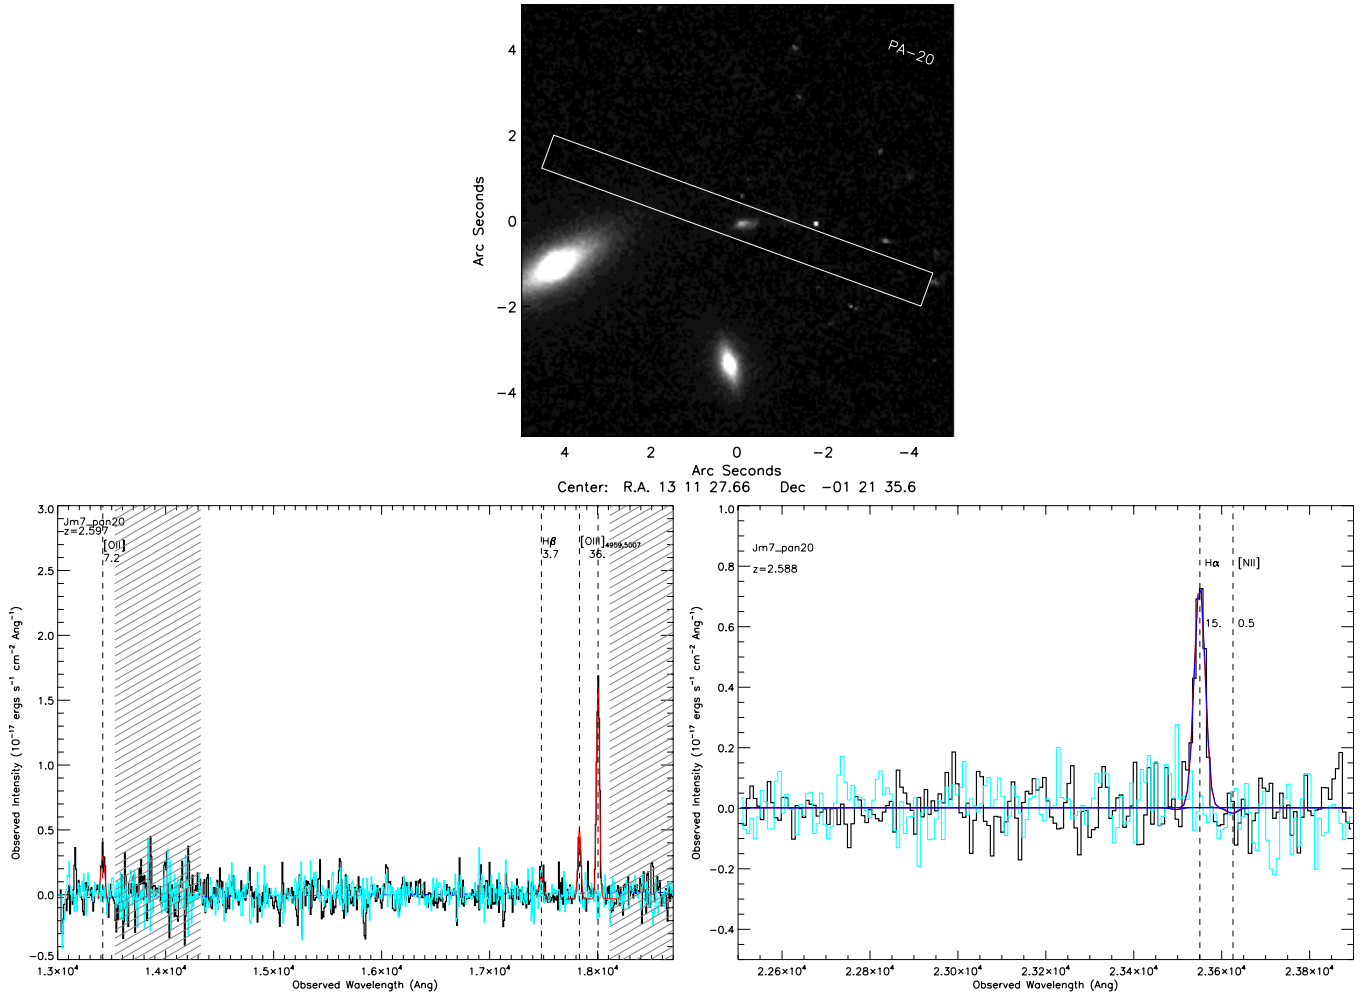 PA-20
4
2
0
-2
-4
Arc Seconds
4 2 0 -2 -4
Arc Seconds
Center: R.A. 13 11 27.66 Dec -01 21 35.6
Jm7_pan20
z=2.597
[OII]
7.2
Hβ
3.7
[OIII]4959,5007
36.
3.0
2.5
2.0
1.5
1.0
0.5
0.0
-0.5
Observed Intensity (10⁻¹⁷ ergs s⁻¹ cm⁻² Ang⁻¹)
1.3×10⁴ 1.4×10⁴ 1.5×10⁴ 1.6×10⁴ 1.7×10⁴ 1.8×10⁴
Observed Wavelength (Ang)
Jm7_pan20
z=2.588
Hα
[NII]
15.
0.5
1.0
0.8
0.6
0.4
0.2
0.0
-0.2
-0.4
Observed Intensity (10⁻¹⁷ ergs s⁻¹ cm⁻² Ang⁻¹)
2.26×10⁴ 2.28×10⁴ 2.30×10⁴ 2.32×10⁴ 2.34×10⁴ 2.36×10⁴ 2.38×10⁴
Observed Wavelength (Ang)